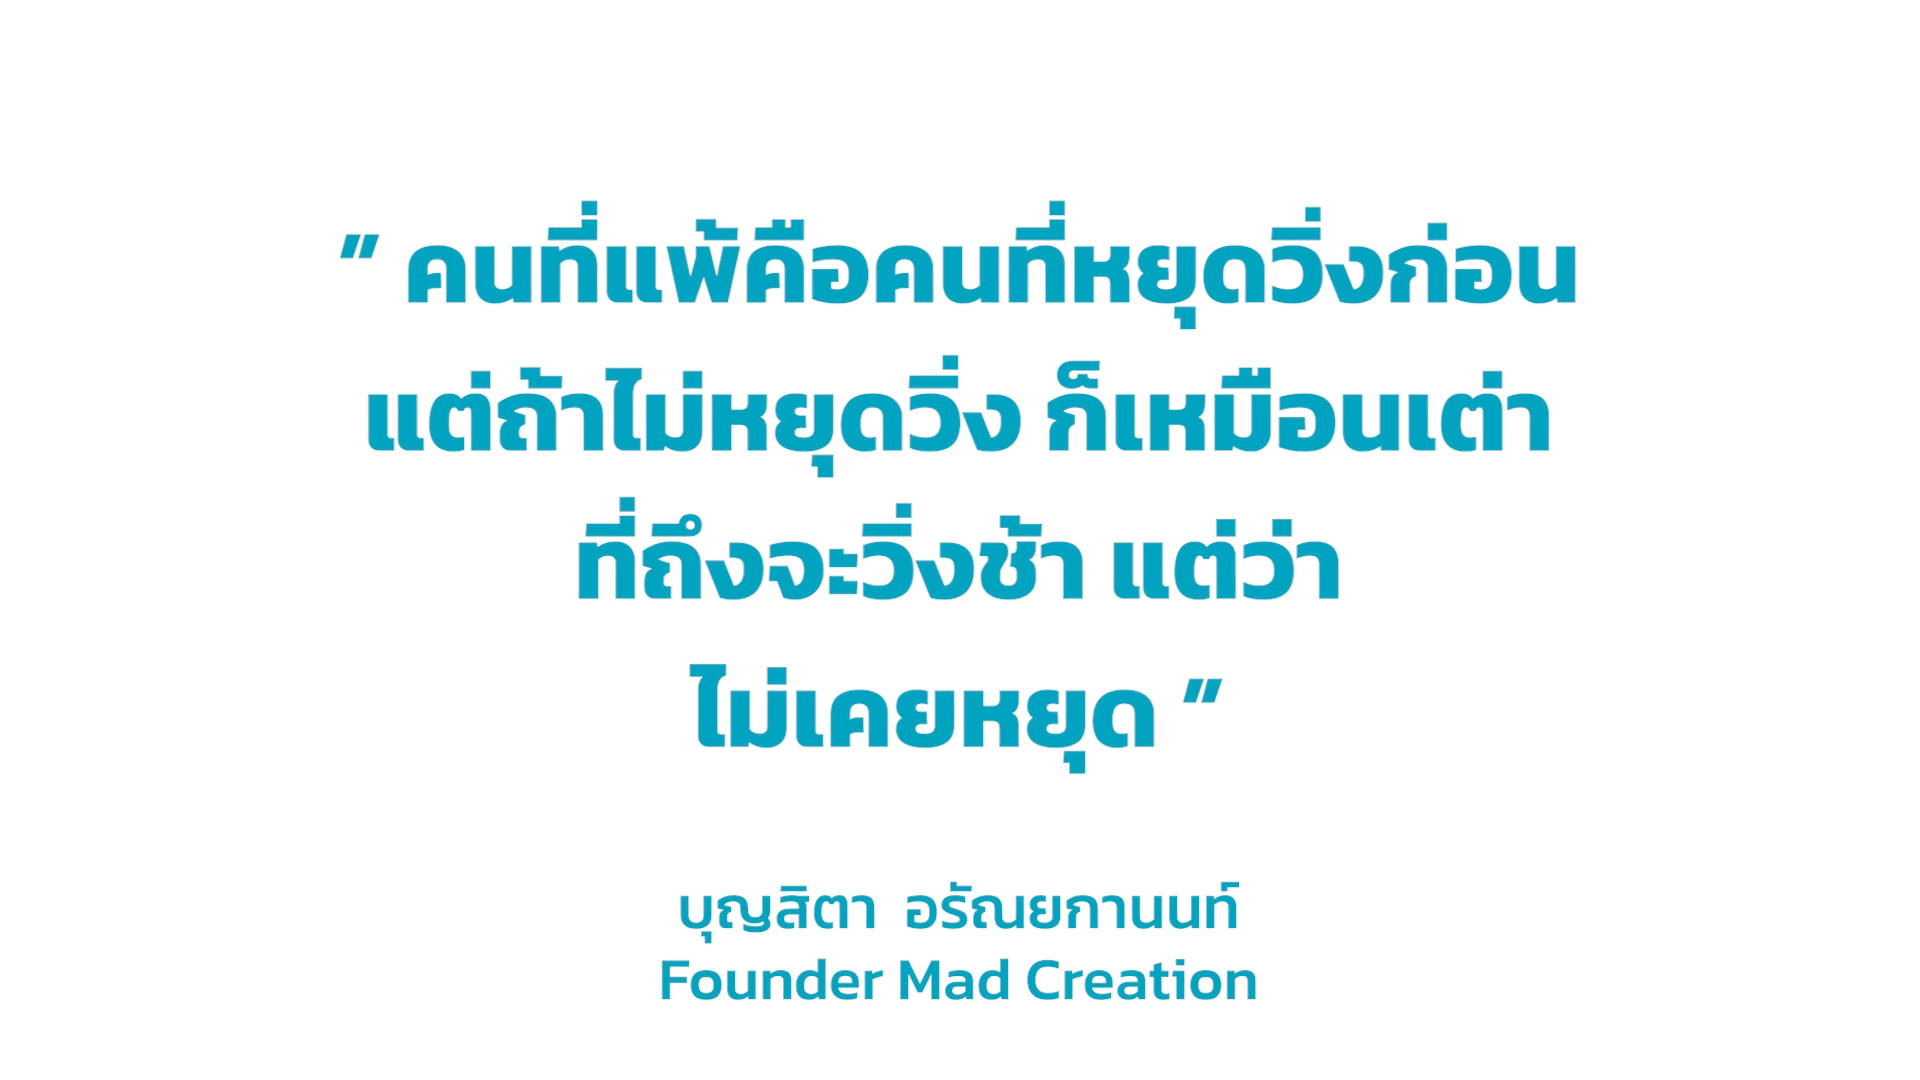 " คนที่แพ้คือคนที่หยุดวิ่งก่อน
แต่ถ้าไม่หยุดวิ่ง ก็เหมือนเต่า
ที่ถึงจะวิ่งช้า แต่ว่า
ไม่เคยหยุด "
บุญสิตา อรัณยกานนท์
Founder Mad Creation